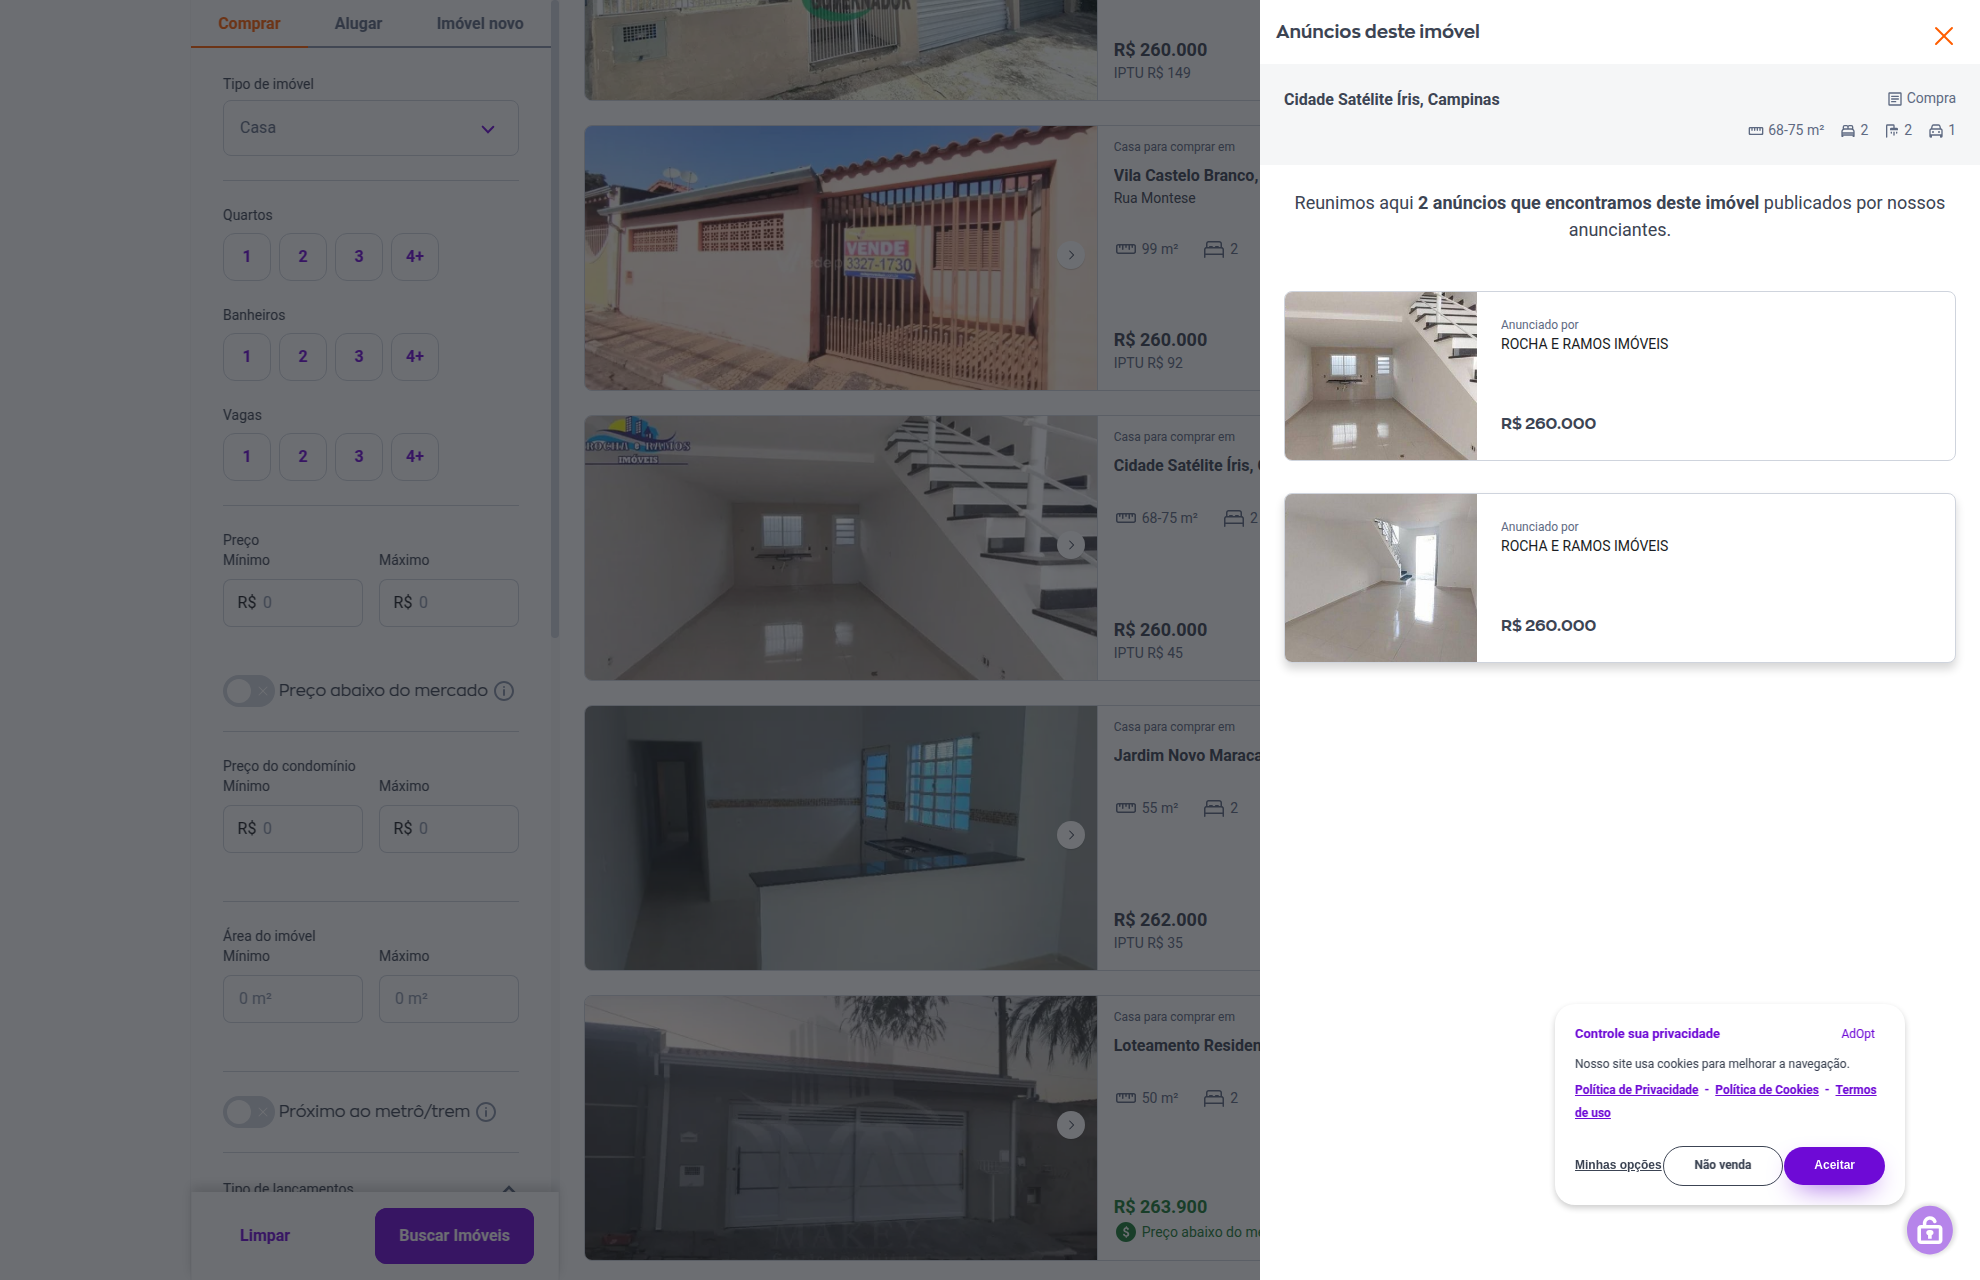 Comprar
Alugar
Imóvel novo
Tipo de imóvel
Casa
Quartos
1
2
3
4+
Banheiros
1
2
3
4+
Vagas
1
2
3
4+
Preço
Mínimo
Máximo
R$ 0
R$ 0
Preço abaixo do mercado
Preço do condomínio
Mínimo
Máximo
R$ 0
R$ 0
Área do imóvel
Mínimo
Máximo
0 m²
0 m²
Próximo ao metrô/trem
Tipo de lançamentos
Limpar
Buscar Imóveis
GOVERNADOR
R$ 260.000
IPTU R$ 149
VENDE
3327-1730
Casa para comprar em
Vila Castelo Branco,
Rua Montese
99 m²
2
R$ 260.000
IPTU R$ 92
ROCHA E RAMOS
IMÓVEIS
Casa para comprar em
Cidade Satélite Íris,
68-75 m²
2
R$ 260.000
IPTU R$ 45
Casa para comprar em
Jardim Novo Maraca
55 m²
2
R$ 262.000
IPTU R$ 35
Casa para comprar em
Loteamento Residen
50 m²
2
R$ 263.900
Preço abaixo do me
Anúncios deste imóvel
Cidade Satélite Íris, Campinas
Compra
68-75 m²
2
2
1
Reunimos aqui 2 anúncios que encontramos deste imóvel publicados por nossos
anunciantes.
Anunciado por
ROCHA E RAMOS IMÓVEIS
R$ 260.000
Anunciado por
ROCHA E RAMOS IMÓVEIS
R$ 260.000
Controle sua privacidade
AdOpt
Nosso site usa cookies para melhorar a navegação.
Política de Privacidade - Política de Cookies - Termos
de uso
Minhas opções
Não venda
Aceitar